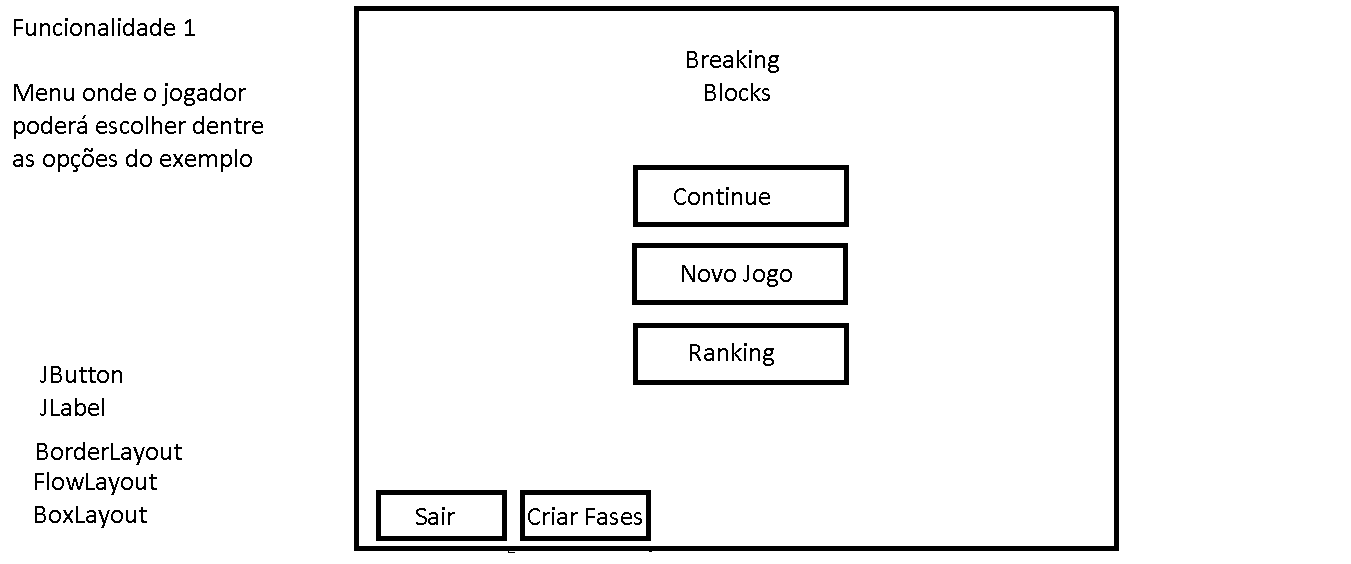 Funcionalidade 1
Menu onde o jogador
poderá escolher dentre
as opções do exemplo
JButton
JLabel
BorderLayout
FlowLayout
BoxLayout
Breaking
Blocks
Continue
Novo Jogo
Ranking
Sair
Criar Fases